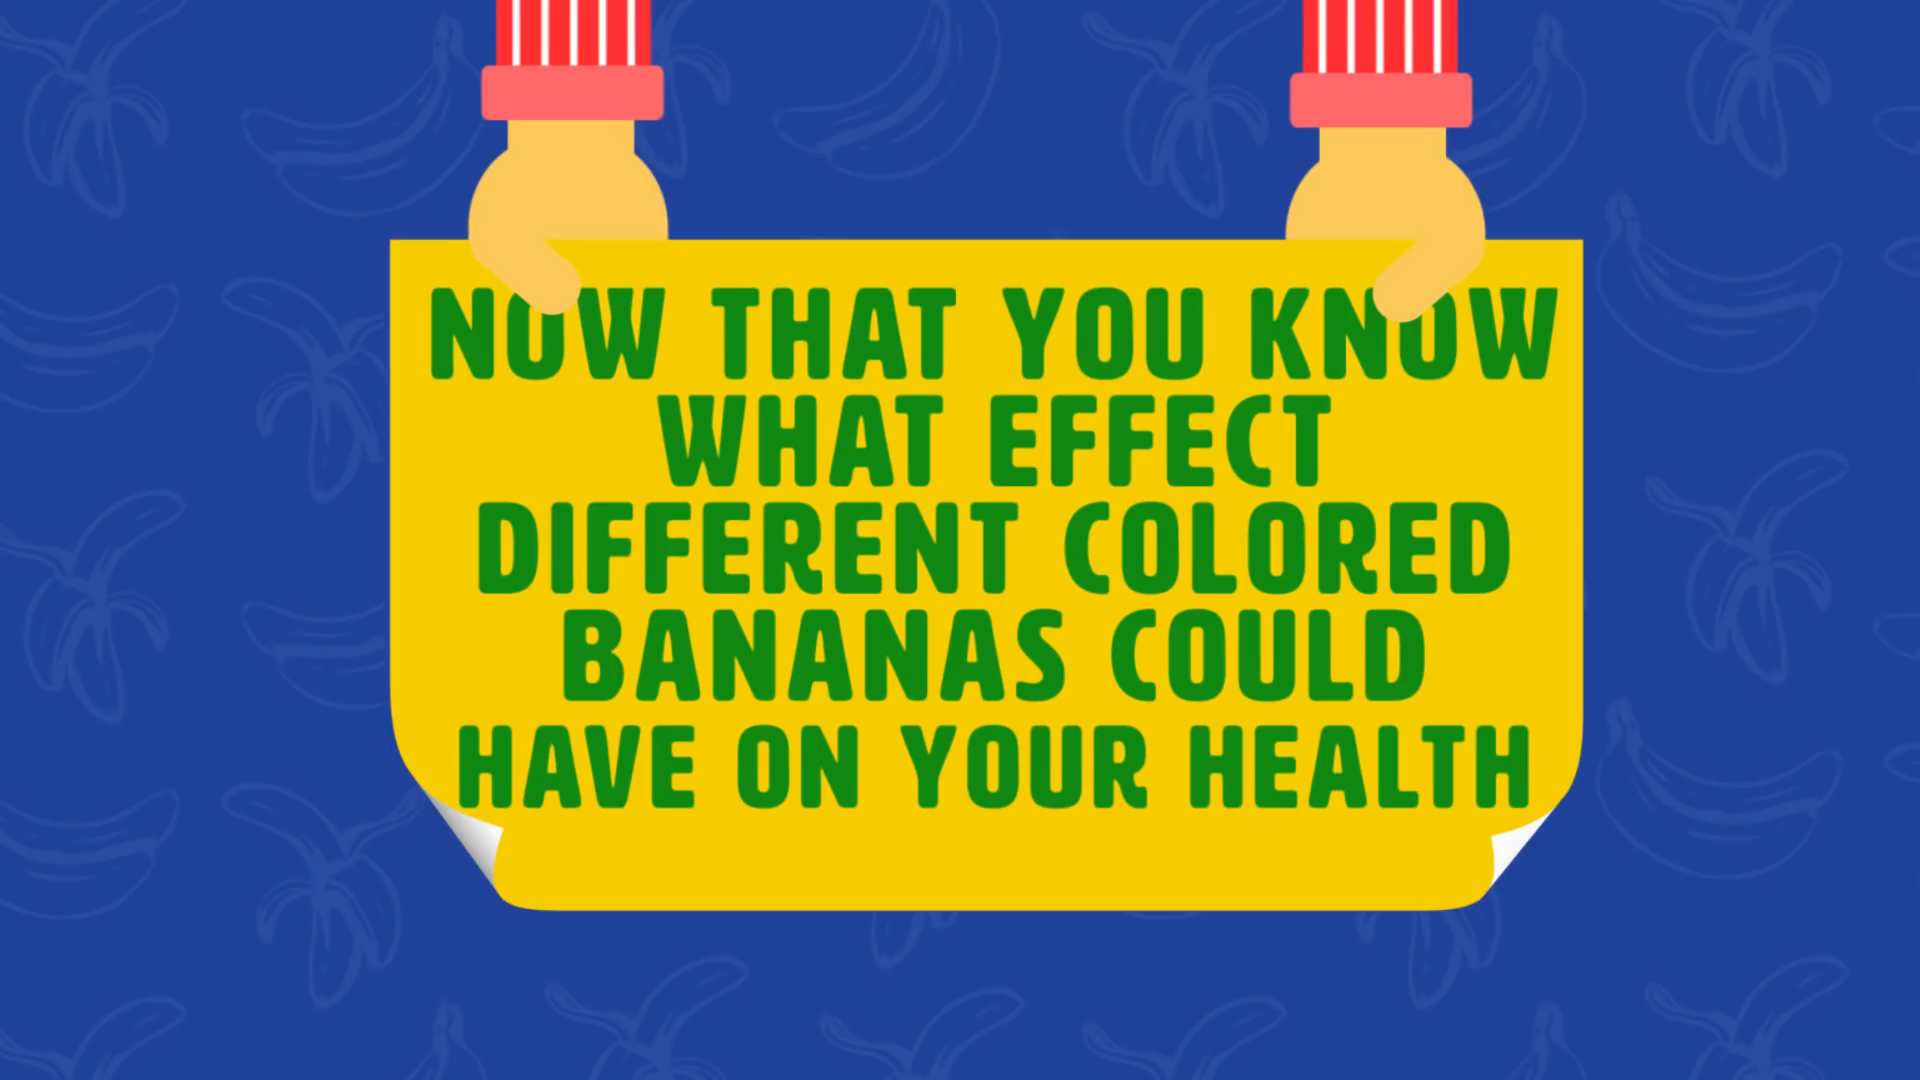 NOW THAT YOU KNOW
WHAT EFFECT
DIFFERENT COLORED
BANANAS COULD
HAVE ON YOUR HEALTH